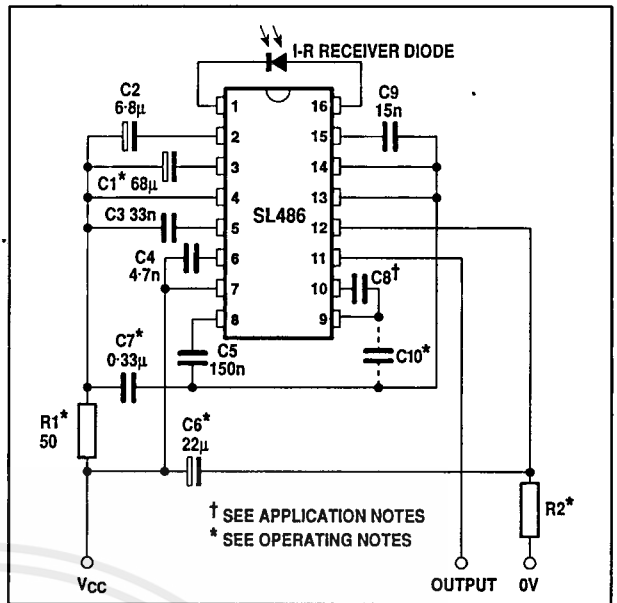 I-R RECEIVER DIODE
C2
6·8µ
C9
15n
1
16
2
15
3
14
C1* 68µ
4
13
C3 33n
SL486
5
12
C4
4·7n
6
11
C8†
7
10
8
9
C7*
0·33µ
C5
150n
C10*
R1*
50
C6*
22µ
R2*
† SEE APPLICATION NOTES
* SEE OPERATING NOTES
VCC
OUTPUT
0V